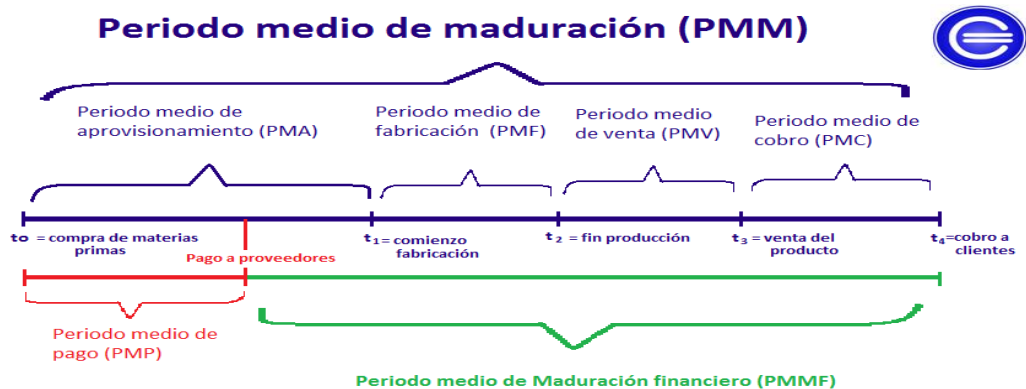 Periodo medio de maduración (PMM)
Periodo medio de
aprovisionamiento (PMA)
Periodo medio de
fabricación (PMF)
Periodo medio
de venta (PMV)
Periodo medio de
cobro (PMC)
to = compra de materias
primas
Pago a proveedores
t1= comienzo
fabricación
t2 = fin producción
t3 = venta del
producto
t4=cobro a
clientes
Periodo medio de
pago (PMP)
Periodo medio de Maduración financiero (PMMF)